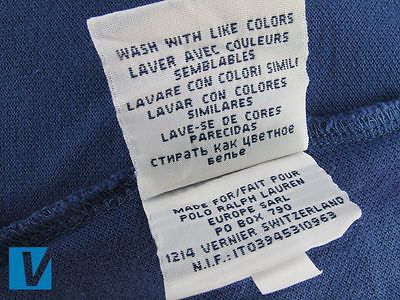 WASH WITH LIKE COLORS
LAVER AVEC COULEURS
SEMBLABLES
LAVARE CON COLORI SIMILI
LAVAR CON COLORES
SIMILARES
LAVE-SE DE CORES
PARECIDAS
СТИРАТЬ КАК ЦВЕТНОЕ
БЕЛЬЕ
MADE FOR/FAIT POUR
POLO RALPH LAUREN
EUROPE SARL
PO BOX 790
1214 VERNIER SWITZERLAND
N.I.F.:IT03945310963
V